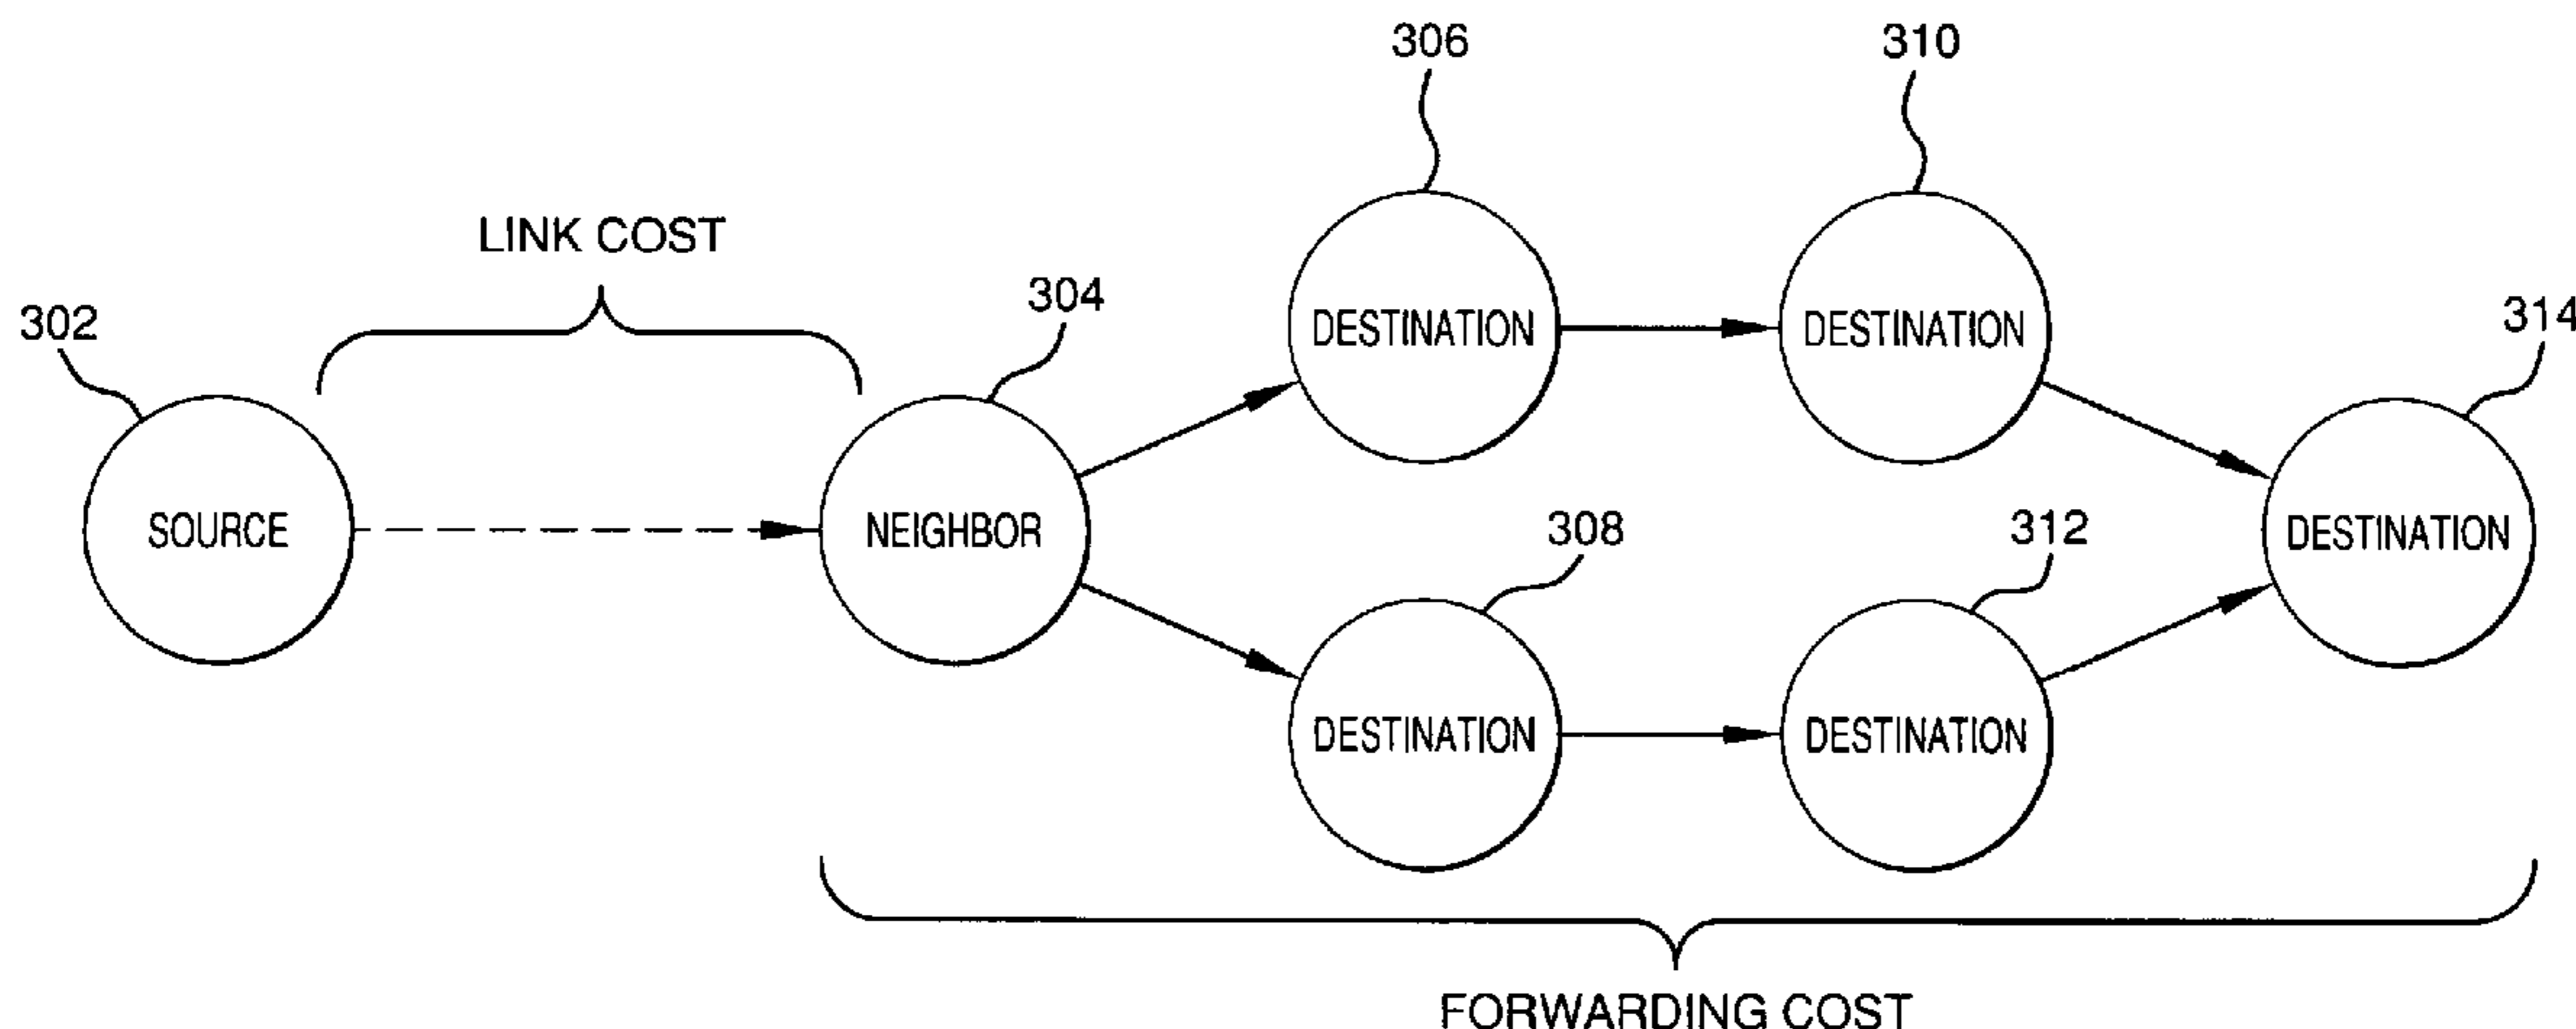 306
310
LINK COST
304
302
314
DESTINATION
DESTINATION
SOURCE
NEIGHBOR
308
312
DESTINATION
DESTINATION
DESTINATION
FORWARDING COST